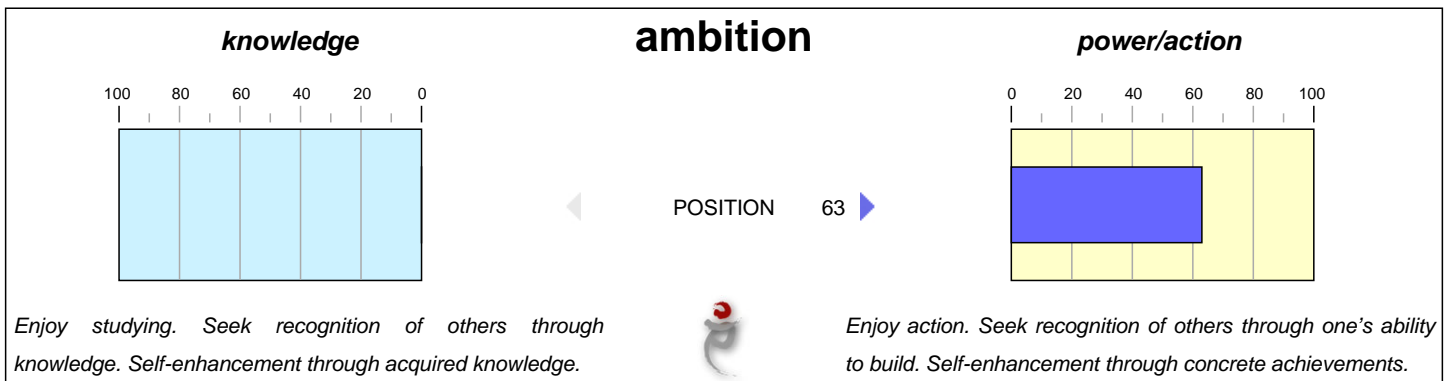 knowledge
ambition
power/action
100 80 60 40 20 0
0 20 40 60 80 100
POSITION 63
Enjoy studying. Seek recognition of others through
knowledge. Self-enhancement through acquired knowledge.
Enjoy action. Seek recognition of others through one's ability
to build. Self-enhancement through concrete achievements.